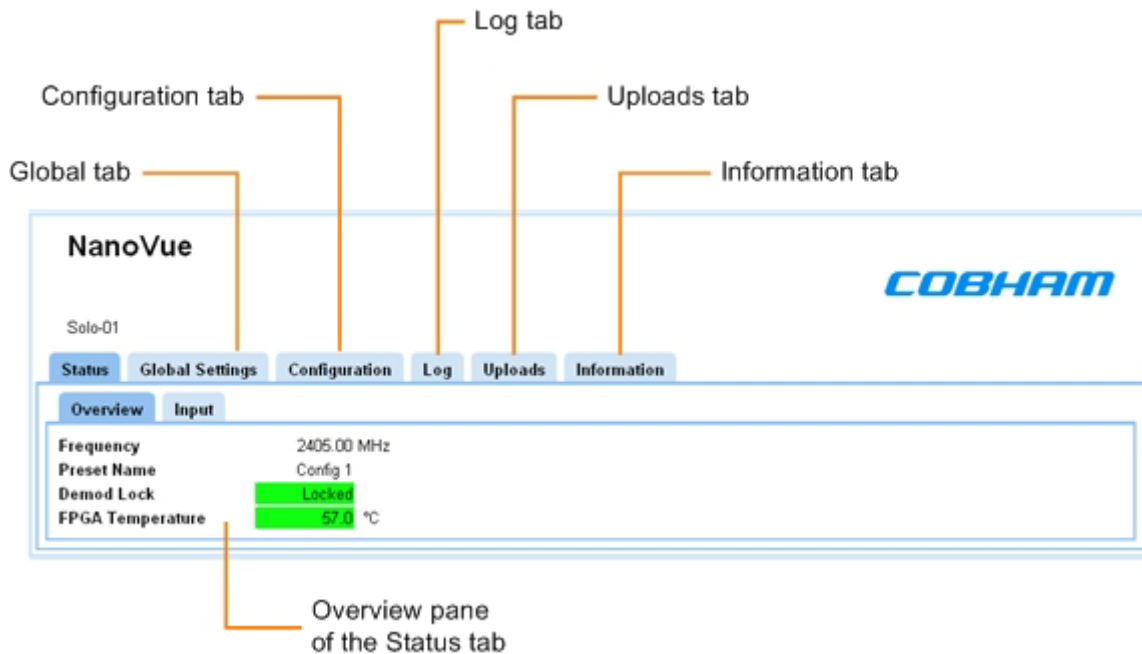 Log tab
Configuration tab
Uploads tab
Global tab
Information tab
NanoVue
COBHAM
Solo-01
Status Global Settings Configuration Log Uploads Information
Overview Input
Frequency 2405.00 MHz
Preset Name Config 1
Demod Lock Locked
FPGA Temperature 57.0 °C
Overview pane
of the Status tab